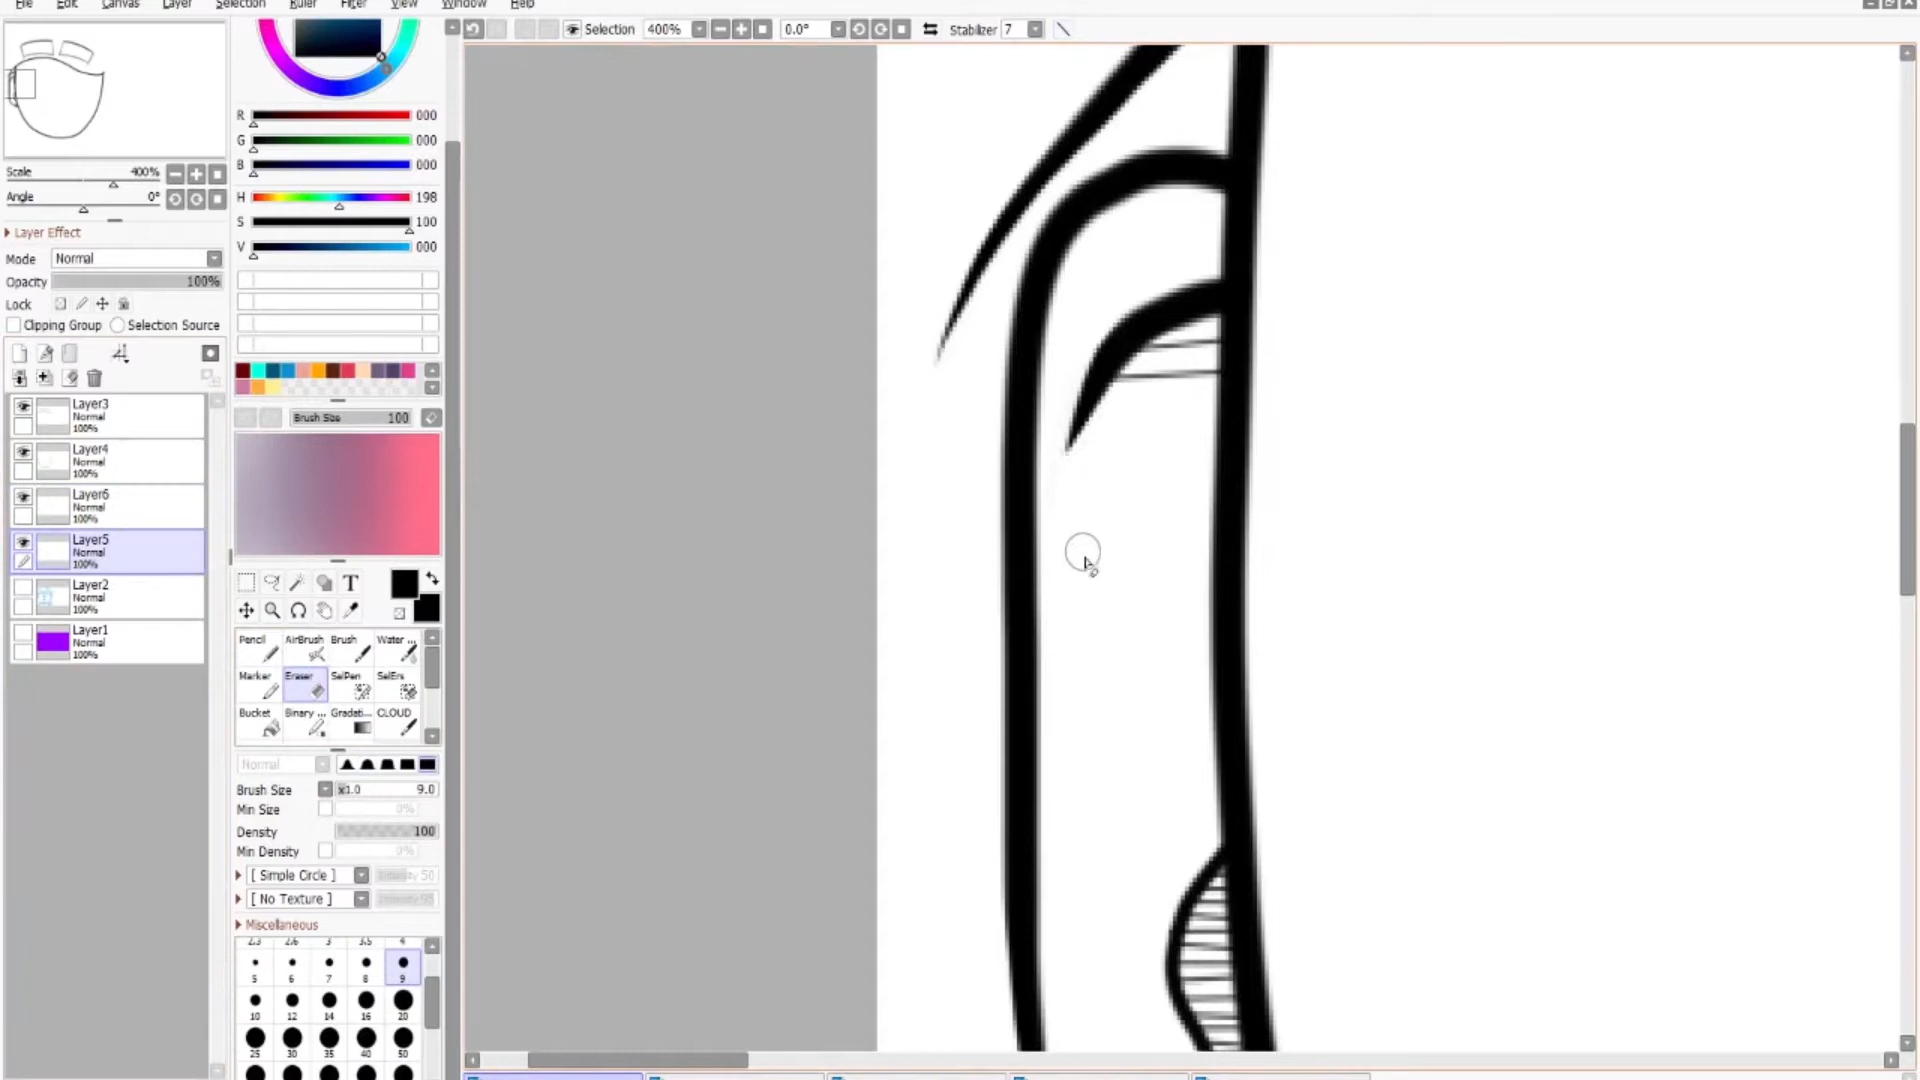 File Edit Canvas Layer Selection Ruler Filter View Window Help
Selection 400% 0.0° Stabilizer 7
Scale 400%
Angle 0°
Layer Effect
Mode Normal
Opacity 100%
Lock
Clipping Group Selection Source
Layer3
Normal
100%
Layer4
Normal
100%
Layer6
Normal
100%
Layer5
Normal
100%
Layer2
Normal
100%
Layer1
Normal
100%
R 000
G 000
B 000
H 198
S 100
V 000
Brush Size 100
T
Pencil AirBrush Brush Water ...
Marker Eraser SelPen SelErs
Bucket Binary ... Gradati... CLOUD
Normal
Brush Size x1.0 9.0
Min Size 0%
Density 100
Min Density 0%
[ Simple Circle ] Intensity 50
[ No Texture ]
Miscellaneous
2.3 2.6 3 3.5 4
5 6 7 8 9
10 12 14 16 20
25 30 35 40 50